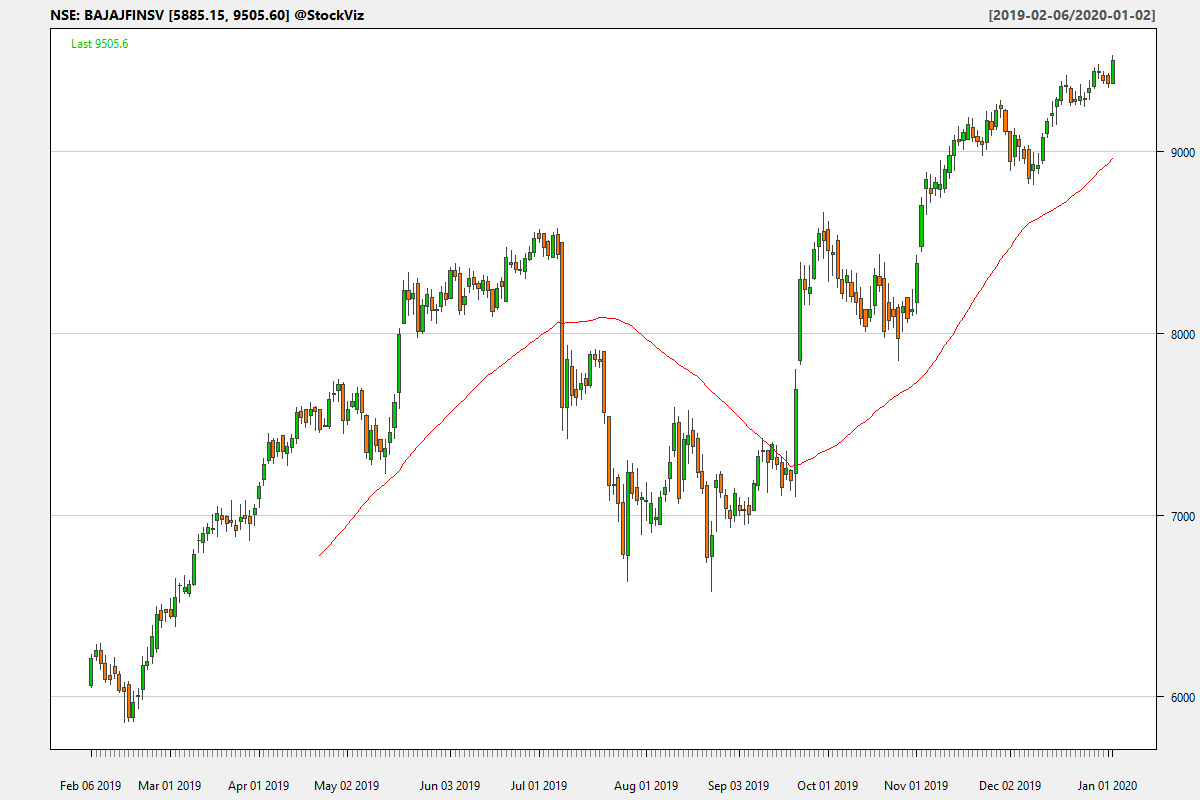 NSE: BAJAJFINSV [5885.15, 9505.60] @StockViz
[2019-02-06/2020-01-02]
Last 9505.6
9000
8000
7000
6000
Feb 06 2019 Mar 01 2019 Apr 01 2019 May 02 2019 Jun 03 2019 Jul 01 2019 Aug 01 2019 Sep 03 2019 Oct 01 2019 Nov 01 2019 Dec 02 2019 Jan 01 2020